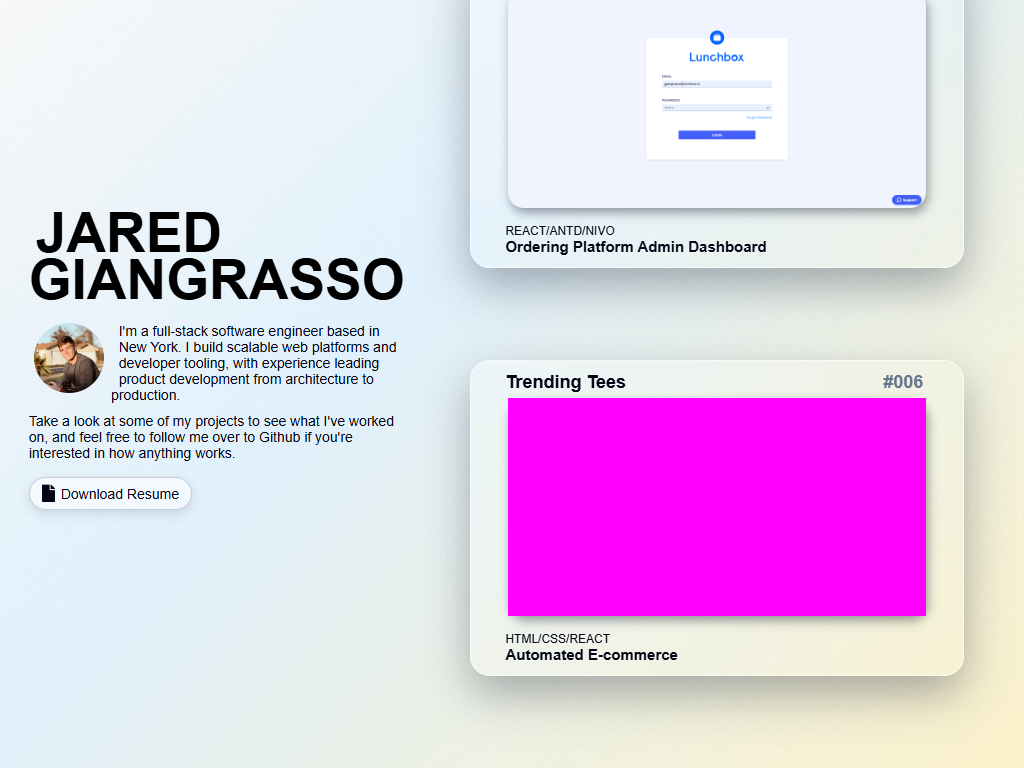 Lunchbox
EMAIL
PASSWORD
Forgot Password?
LOGIN
Support
REACT/ANTD/NIVO
Ordering Platform Admin Dashboard
JARED
GIANGRASSO
I'm a full-stack software engineer based in
New York. I build scalable web platforms and
developer tooling, with experience leading
product development from architecture to
production.
Take a look at some of my projects to see what I've worked
on, and feel free to follow me over to Github if you're
interested in how anything works.
Download Resume
Trending Tees #006
HTML/CSS/REACT
Automated E-commerce